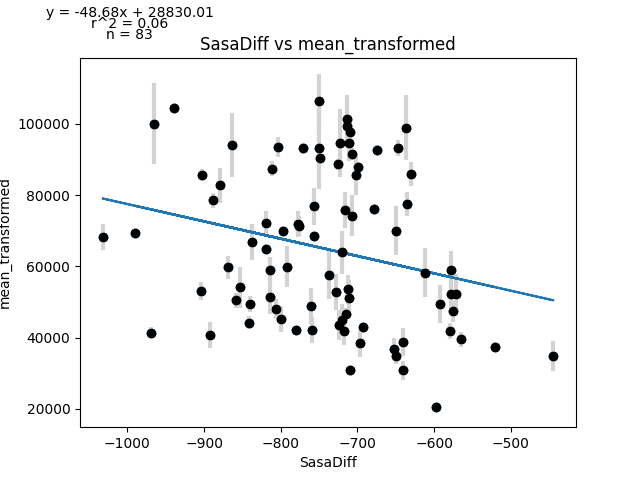 y = -48.68x + 28830.01
r^2 = 0.06
n = 83
SasaDiff vs mean_transformed
mean_transformed
100000
80000
60000
40000
20000
−1000
−900
−800
−700
−600
−500
SasaDiff